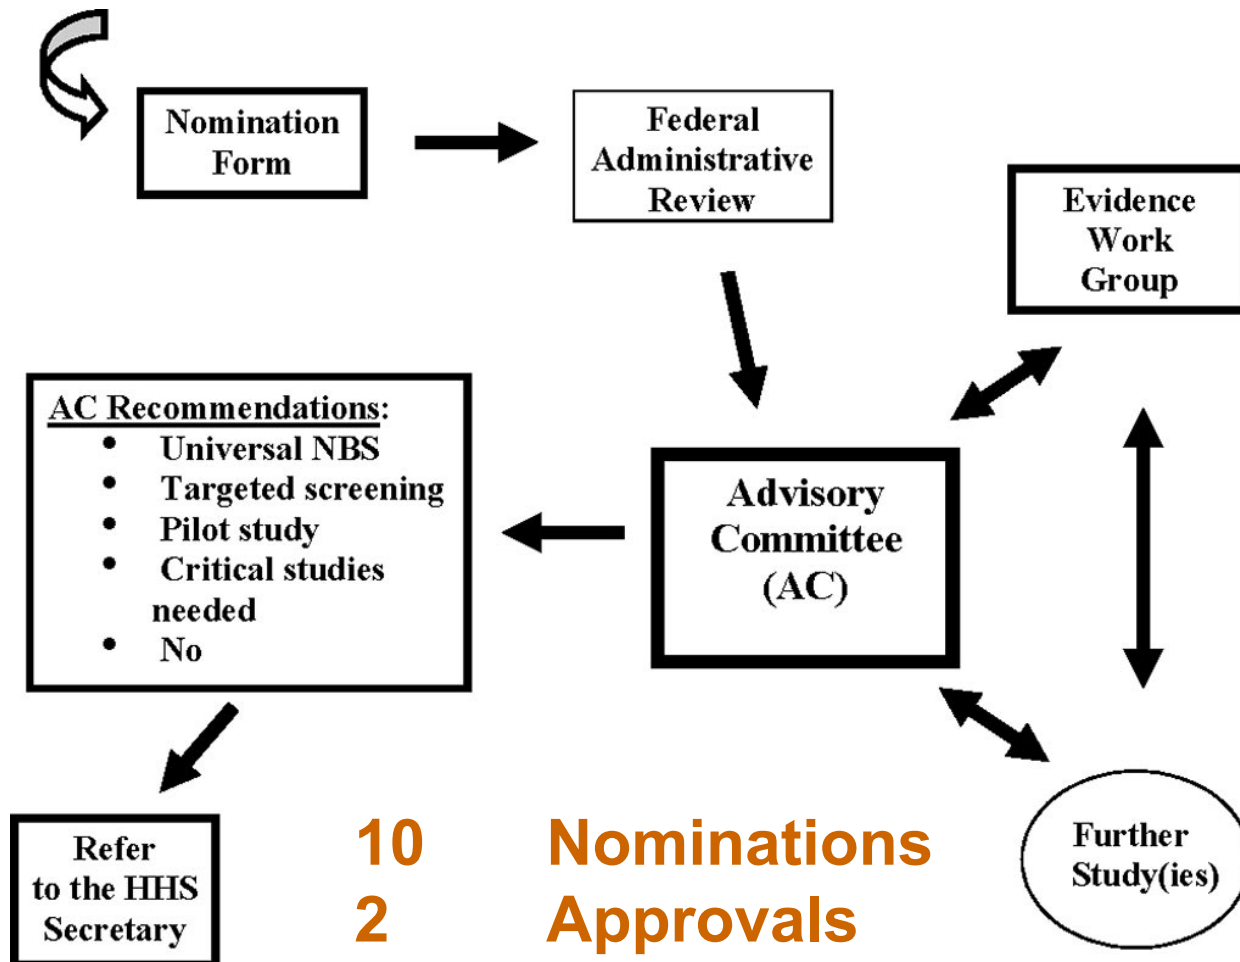 Nomination
Form
Federal
Administrative
Review
Evidence
Work
Group
AC Recommendations:
• Universal NBS
• Targeted screening
• Pilot study
• Critical studies
needed
• No
Advisory
Committee
(AC)
Refer
to the HHS
Secretary
10 Nominations
2 Approvals
Further
Study(ies)